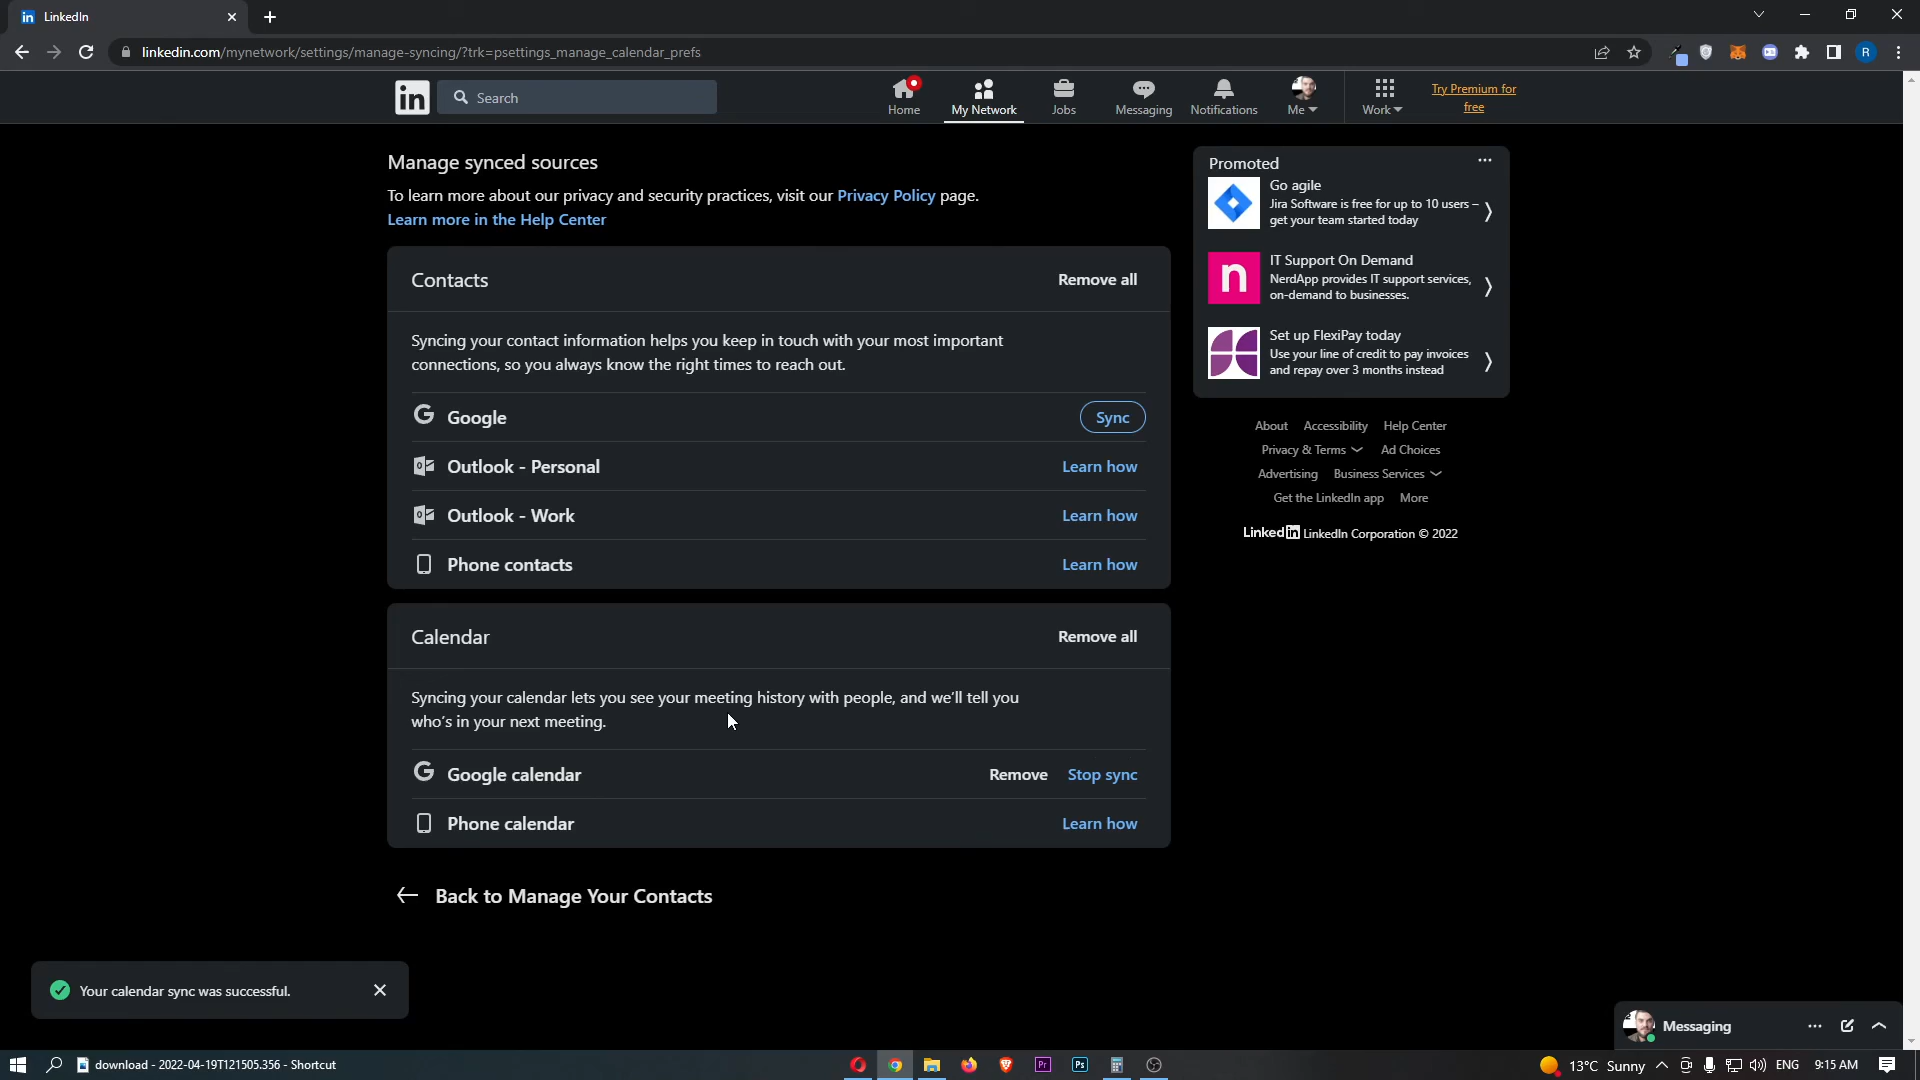 LinkedIn
linkedin.com/mynetwork/settings/manage-syncing/?trk=psettings_manage_calendar_prefs
R
in
Search
Home
My Network
Jobs
Messaging
Notifications
Me
Work
Try Premium for
free
Manage synced sources
To learn more about our privacy and security practices, visit our Privacy Policy page.
Learn more in the Help Center
Contacts
Remove all
Syncing your contact information helps you keep in touch with your most important
connections, so you always know the right times to reach out.
Google
Sync
Outlook - Personal
Learn how
Outlook - Work
Learn how
Phone contacts
Learn how
Calendar
Remove all
Syncing your calendar lets you see your meeting history with people, and we'll tell you
who's in your next meeting.
Google calendar
Remove
Stop sync
Phone calendar
Learn how
Back to Manage Your Contacts
Promoted
Go agile
Jira Software is free for up to 10 users –
get your team started today
n
IT Support On Demand
NerdApp provides IT support services,
on-demand to businesses.
Set up FlexiPay today
Use your line of credit to pay invoices
and repay over 3 months instead
About Accessibility Help Center
Privacy & Terms Ad Choices
Advertising Business Services
Get the LinkedIn app More
LinkedIn LinkedIn Corporation © 2022
Your calendar sync was successful.
Messaging
download - 2022-04-19T121505.356 - Shortcut
Pr
Ps
13°C Sunny
ENG
9:15 AM